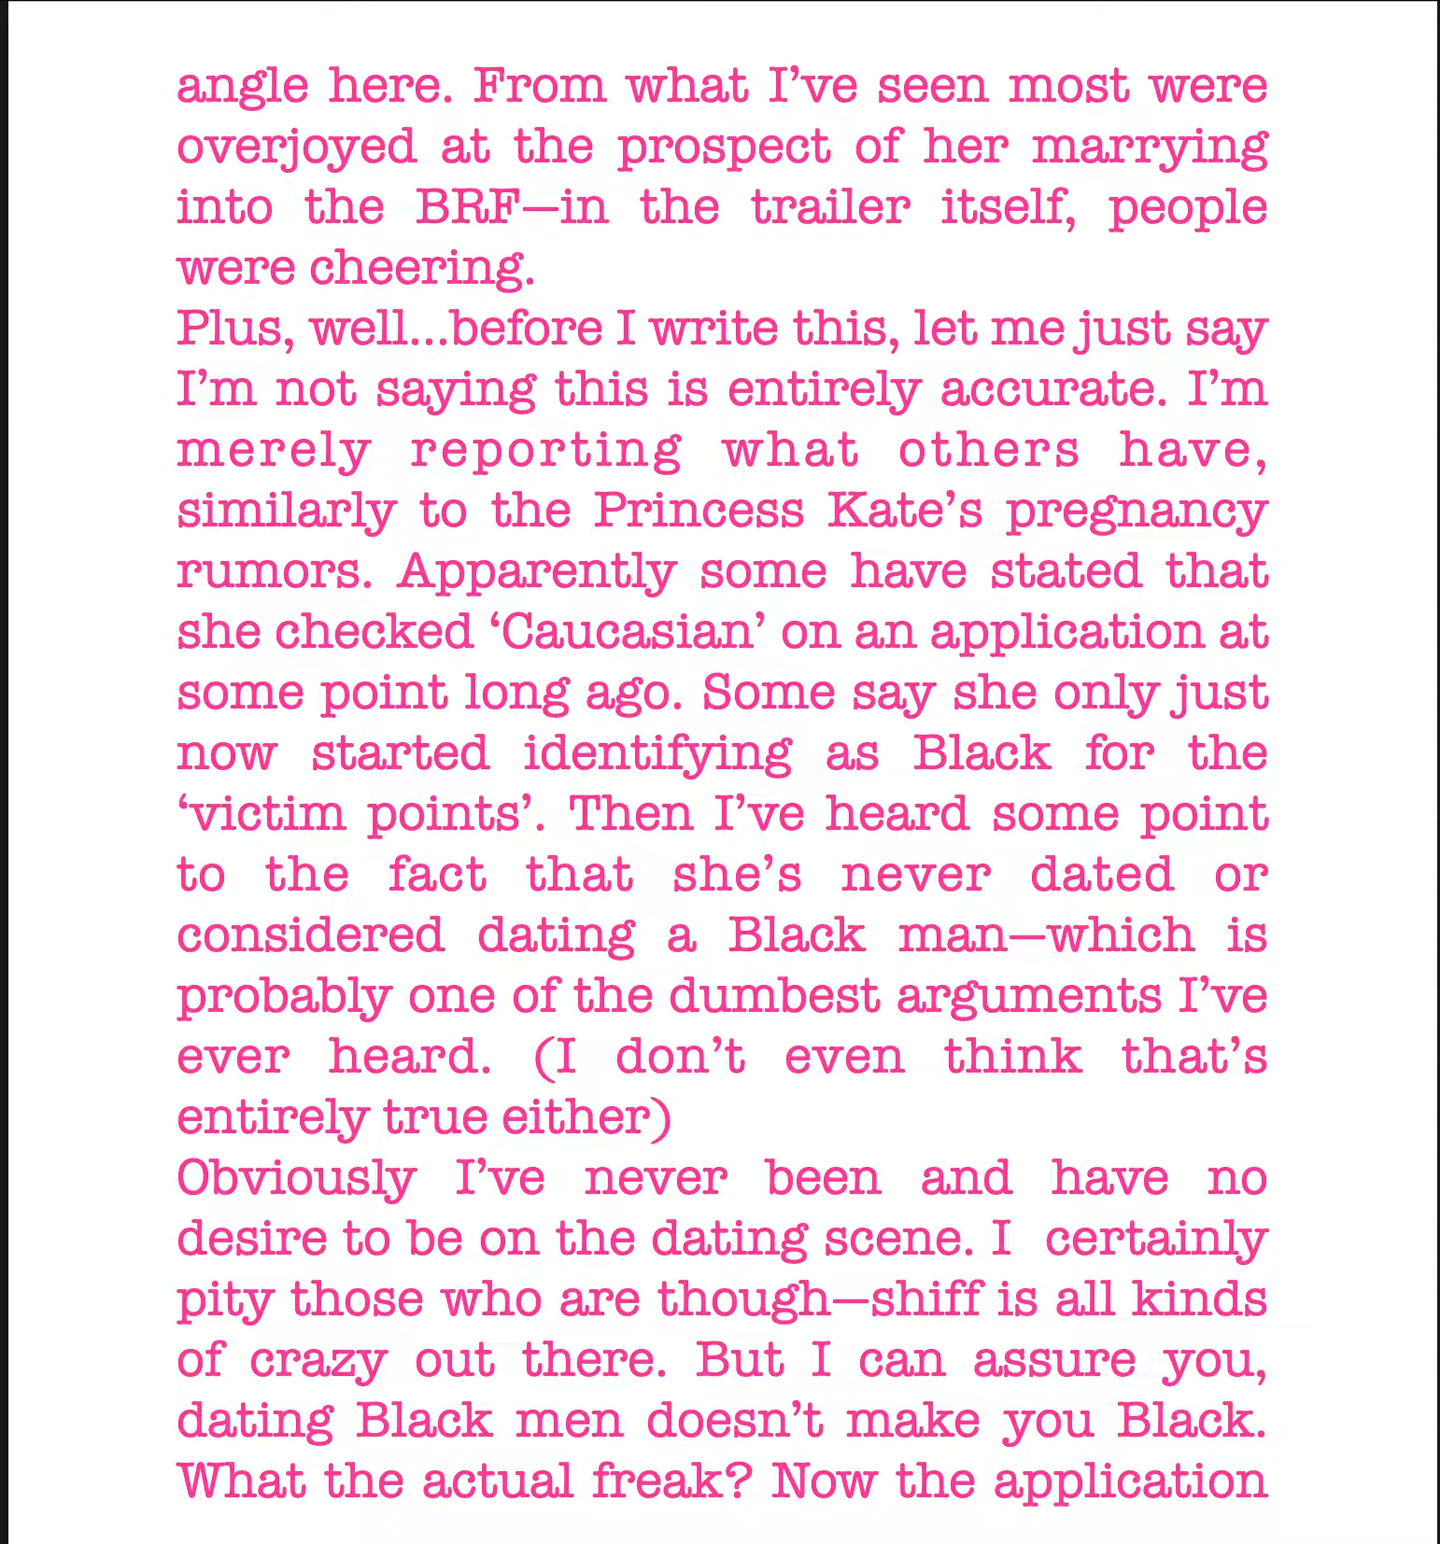 angle here. From what I’ve seen most were
overjoyed at the prospect of her marrying
into the BRF—in the trailer itself, people
were cheering.
Plus, well...before I write this, let me just say
I’m not saying this is entirely accurate. I’m
merely reporting what others have,
similarly to the Princess Kate’s pregnancy
rumors. Apparently some have stated that
she checked ‘Caucasian’ on an application at
some point long ago. Some say she only just
now started identifying as Black for the
‘victim points’. Then I’ve heard some point
to the fact that she’s never dated or
considered dating a Black man—which is
probably one of the dumbest arguments I’ve
ever heard. (I don’t even think that’s
entirely true either)
Obviously I’ve never been and have no
desire to be on the dating scene. I certainly
pity those who are though—shiff is all kinds
of crazy out there. But I can assure you,
dating Black men doesn’t make you Black.
What the actual freak? Now the application